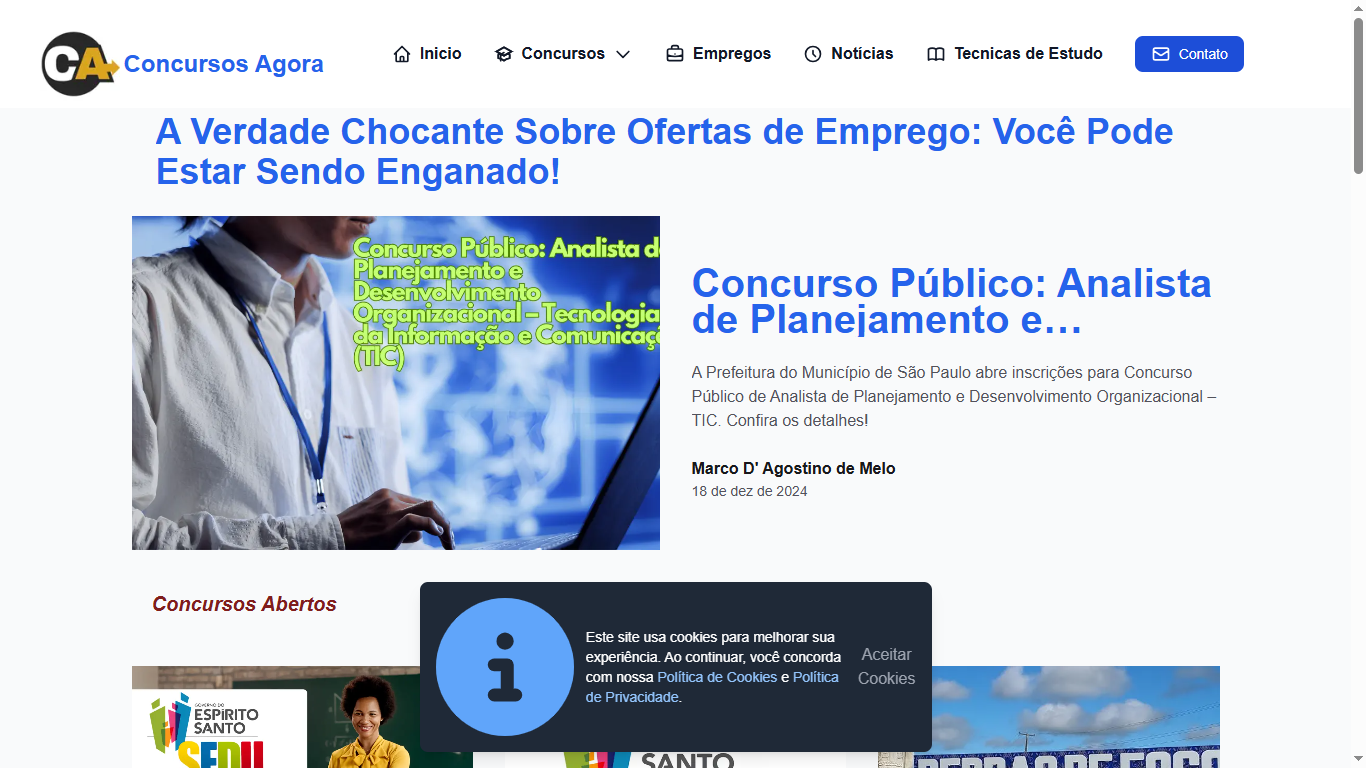 CA Concursos Agora
Inicio
Concursos
Empregos
Notícias
Tecnicas de Estudo
Contato
A Verdade Chocante Sobre Ofertas de Emprego: Você Pode
Estar Sendo Enganado!
Concurso Público: Analista d
Planejamento e
Desenvolvimento
Organizacional – Tecnologia
da Informação e Comunicaç
(TIC)
Concurso Público: Analista
de Planejamento e…
A Prefeitura do Município de São Paulo abre inscrições para Concurso
Público de Analista de Planejamento e Desenvolvimento Organizacional –
TIC. Confira os detalhes!
Marco D' Agostino de Melo
18 de dez de 2024
Concursos Abertos
Este site usa cookies para melhorar sua
experiência. Ao continuar, você concorda
com nossa Política de Cookies e Política
de Privacidade.
Aceitar
Cookies
GOVERNO DO
ESPÍRITO
SANTO
SEDU
SANTO